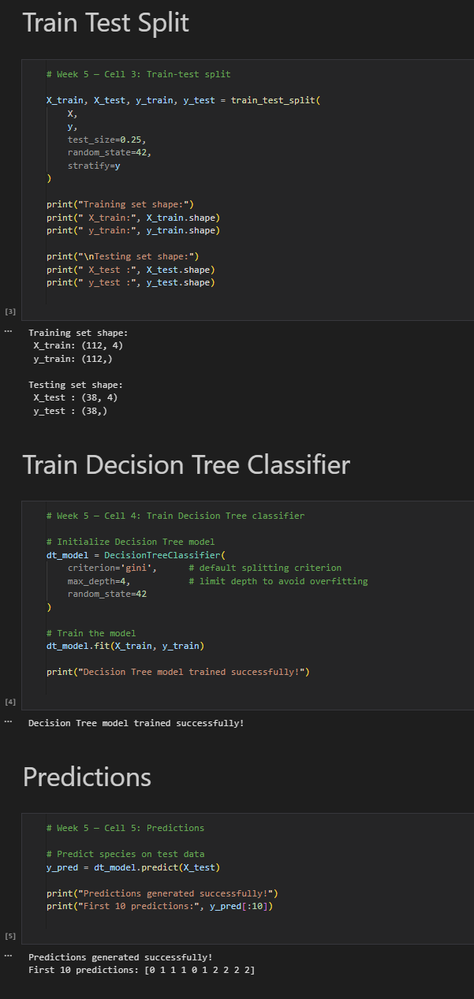 Train Test Split
# Week 5 – Cell 3: Train-test split
X_train, X_test, y_train, y_test = train_test_split(
X,
y,
test_size=0.25,
random_state=42,
stratify=y
)
print("Training set shape:")
print(" X_train:", X_train.shape)
print(" y_train:", y_train.shape)
print("\nTesting set shape:")
print(" X_test :", X_test.shape)
print(" y_test :", y_test.shape)
[3]
... Training set shape:
X_train: (112, 4)
y_train: (112,)
Testing set shape:
X_test : (38, 4)
y_test : (38,)
Train Decision Tree Classifier
# Week 5 – Cell 4: Train Decision Tree classifier
# Initialize Decision Tree model
dt_model = DecisionTreeClassifier(
criterion='gini', # default splitting criterion
max_depth=4, # limit depth to avoid overfitting
random_state=42
)
# Train the model
dt_model.fit(X_train, y_train)
print("Decision Tree model trained successfully!")
[4]
... Decision Tree model trained successfully!
Predictions
# Week 5 – Cell 5: Predictions
# Predict species on test data
y_pred = dt_model.predict(X_test)
print("Predictions generated successfully!")
print("First 10 predictions:", y_pred[:10])
[5]
... Predictions generated successfully!
First 10 predictions: [0 1 1 1 0 1 2 2 2 2]